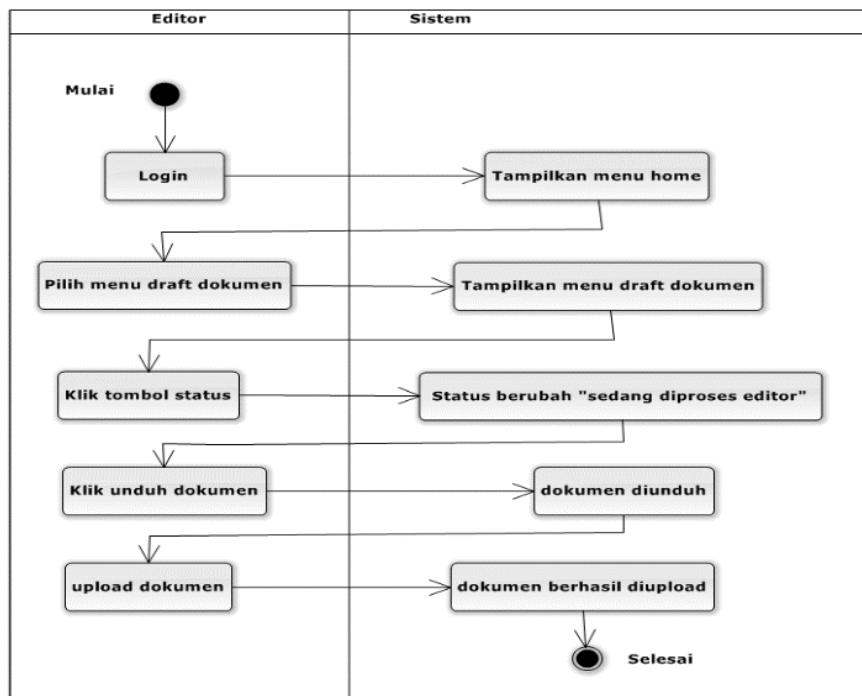 Editor
Sistem
Mulai
Login
Tampilkan menu home
Pilih menu draft dokumen
Tampilkan menu draft dokumen
Klik tombol status
Status berubah "sedang diproses editor"
Klik unduh dokumen
dokumen diunduh
upload dokumen
dokumen berhasil diupload
Selesai